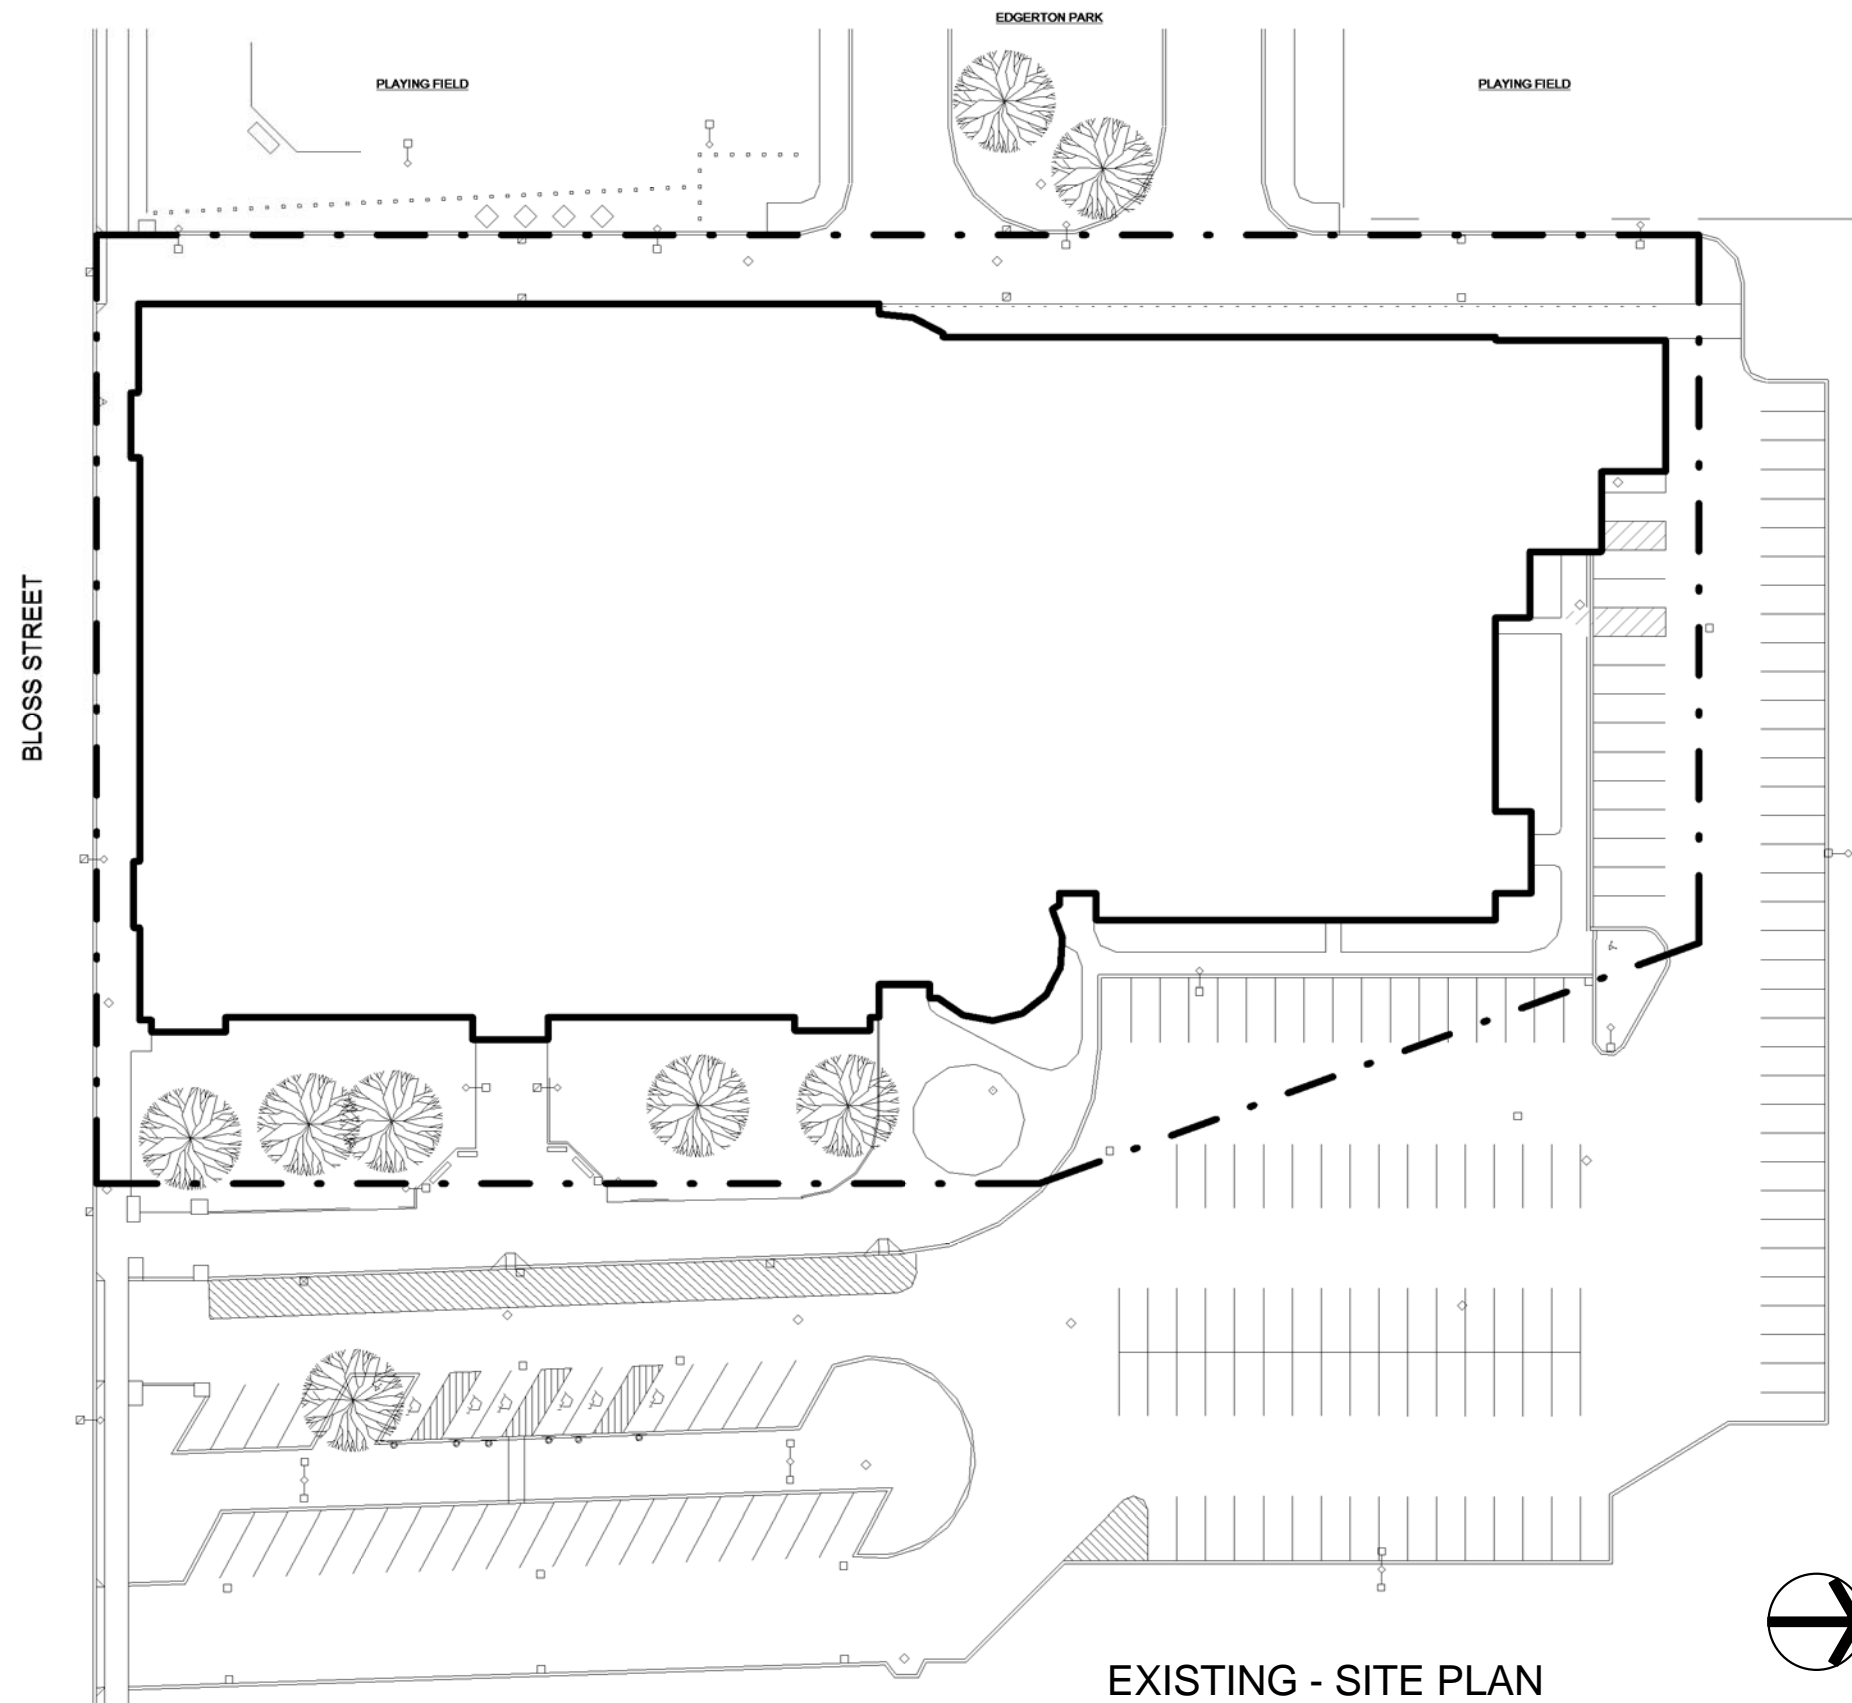 EDGERTON PARK
PLAYING FIELD
PLAYING FIELD
BLOSS STREET
EXISTING - SITE PLAN